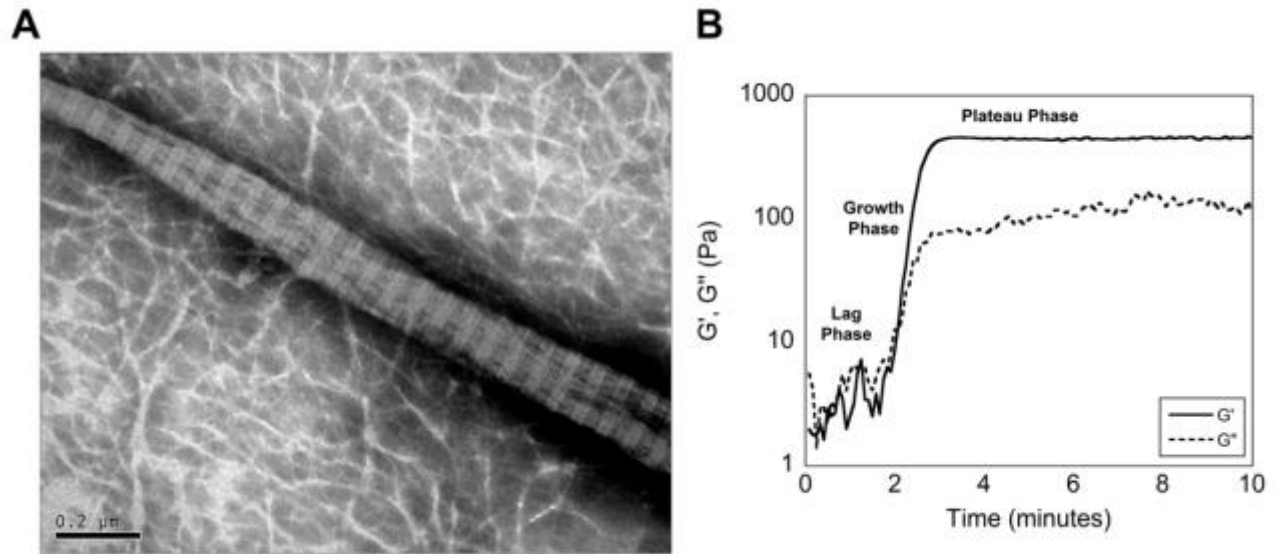 A
0.2 µm
B
1000
100
10
1
G', G" (Pa)
Plateau Phase
Growth
Phase
Lag
Phase
G'
G"
0 2 4 6 8 10
Time (minutes)